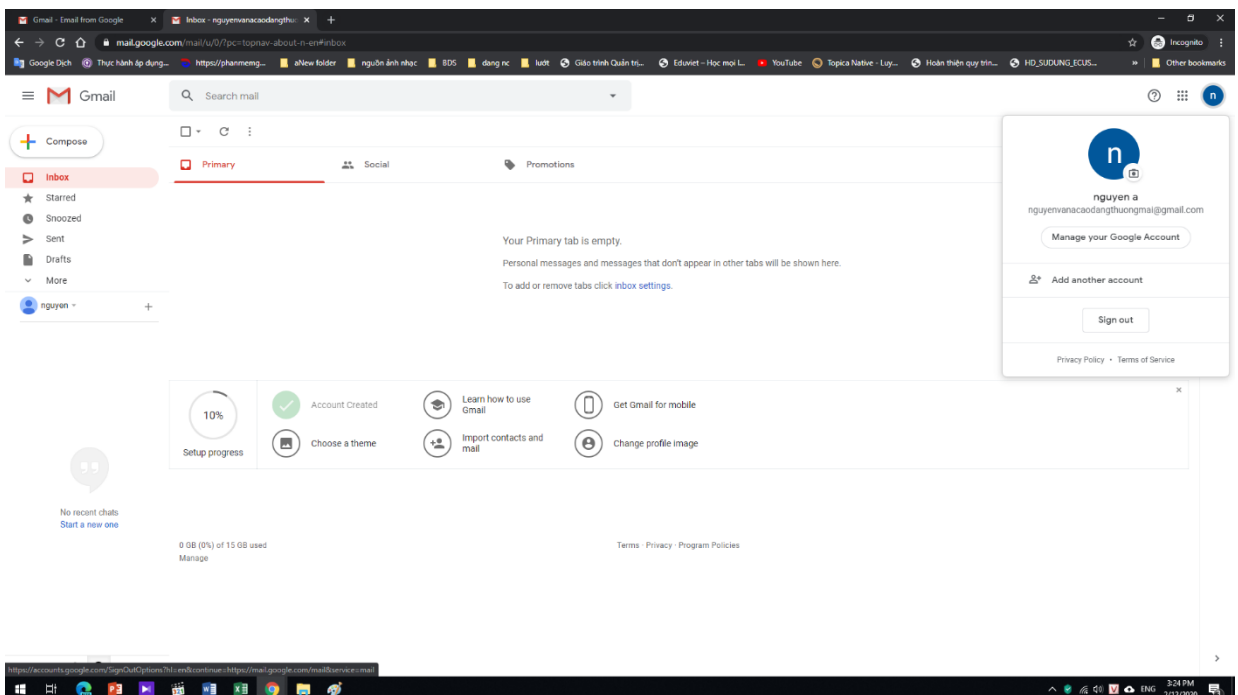 Gmail - Email from Google
Inbox - nguyenvanacaodangthuo
mail.google.com/mail/u/0/?pc=topnav-about-n-en#inbox
Incognito
Google Dịch
Thực hành áp dụng...
https://phanmemg...
aNew folder
nguồn ảnh nhạc
BDS
dang nc
ludt
Giáo trình Quản trị...
Eduviet – Học mọi l...
YouTube
Topica Native - Luy...
Hoàn thiện quy trìn...
HD_SUDUNG_ECUS...
Other bookmarks
Gmail
Search mail
n
Compose
Inbox
Starred
Snoozed
Sent
Drafts
More
nguyen
Primary
Social
Promotions
Your Primary tab is empty.
Personal messages and messages that don't appear in other tabs will be shown here.
To add or remove tabs click inbox settings.
n
nguyen a
nguyenvanacaodangthuongmai@gmail.com
Manage your Google Account
Add another account
Sign out
Privacy Policy • Terms of Service
10%
Setup progress
Account Created
Learn how to use
Gmail
Get Gmail for mobile
Choose a theme
Import contacts and
mail
Change profile image
No recent chats
Start a new one
0 GB (0%) of 15 GB used
Manage
Terms · Privacy · Program Policies
https://accounts.google.com/SignOutOptions?hl=en&continue=https://mail.google.com/mail&service=mail
ENG
3:24 PM